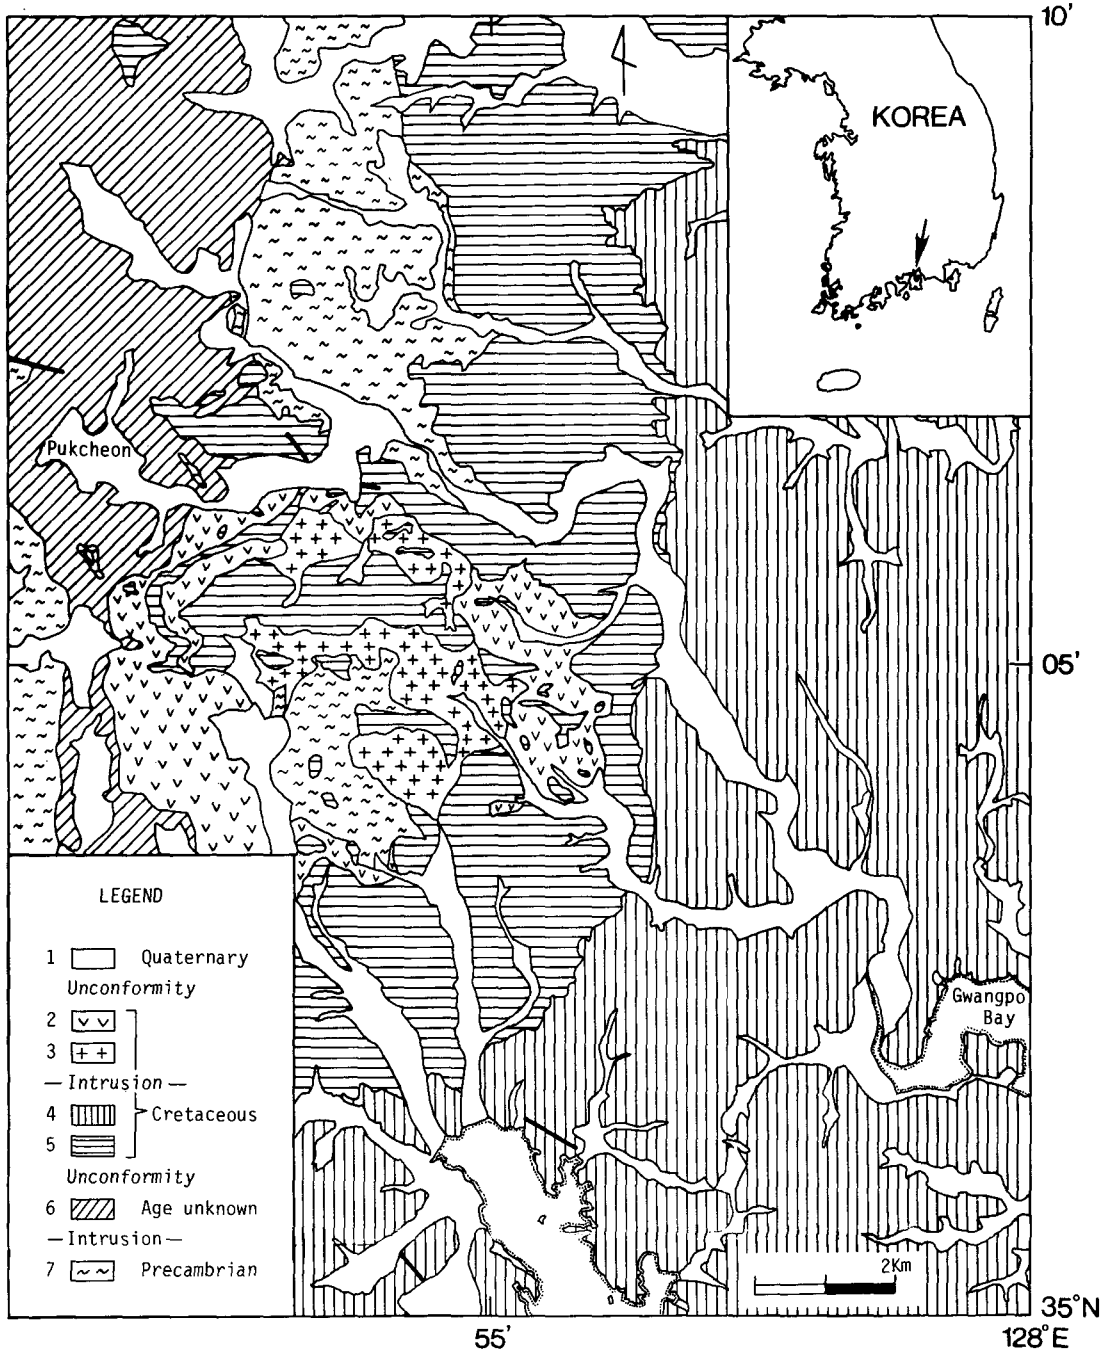 10'
KOREA
Pukcheon
05'
LEGEND
1 Quaternary
Unconformity
2 v v
3 + +
— Intrusion —
4 Cretaceous
5
Unconformity
6 Age unknown
— Intrusion —
7 ~ ~ Precambrian
Gwangpo
Bay
2Km
35°N
55'
128°E